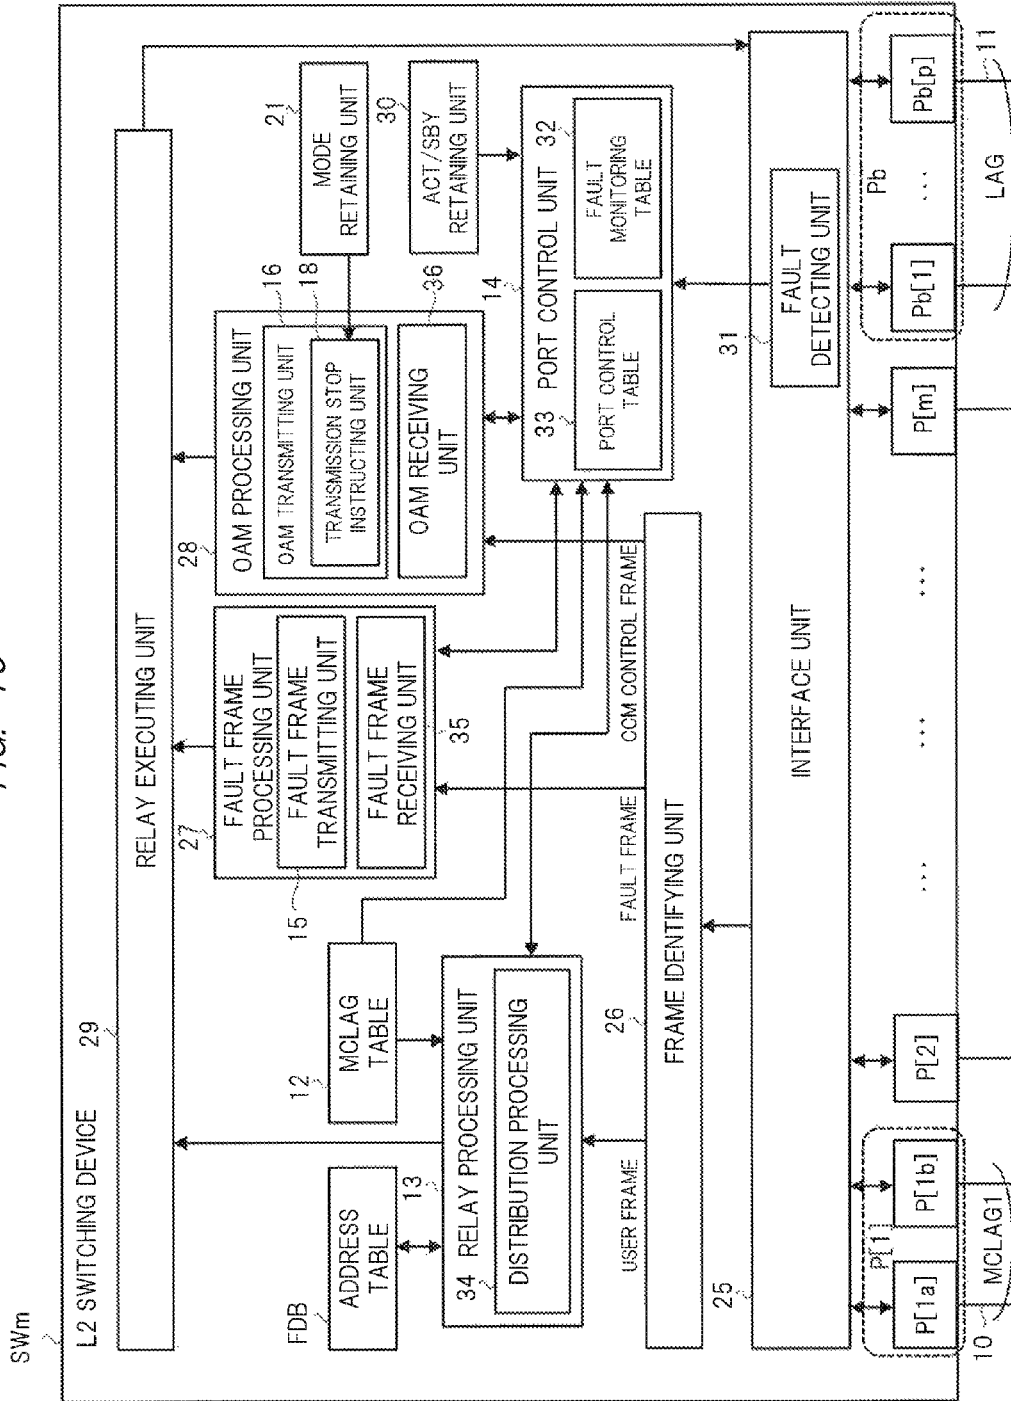 SWm
L2 SWITCHING DEVICE
29
RELAY EXECUTING UNIT
FDB
ADDRESS
TABLE
12
MCLAG
TABLE
15
27
FAULT FRAME
PROCESSING UNIT
FAULT FRAME
TRANSMITTING UNIT
FAULT FRAME
RECEIVING UNIT
35
28
OAM PROCESSING UNIT
16
OAM TRANSMITTING UNIT
18
TRANSMISSION STOP
INSTRUCTING UNIT
OAM RECEIVING
UNIT
36
21
MODE
RETAINING UNIT
30
ACT/SBY
RETAINING UNIT
13
34
RELAY PROCESSING UNIT
DISTRIBUTION PROCESSING
UNIT
14
PORT CONTROL UNIT
33
PORT CONTROL
TABLE
32
FAULT
MONITORING
TABLE
USER FRAME
26
FAULT FRAME
CCM CONTROL FRAME
FRAME IDENTIFYING UNIT
25
INTERFACE UNIT
31
FAULT
DETECTING UNIT
P[1]
P[1a]
P[1b]
P[2]
...
...
...
P[m]
Pb
Pb[1]
...
Pb[p]
10
MCLAG1
LAG
11